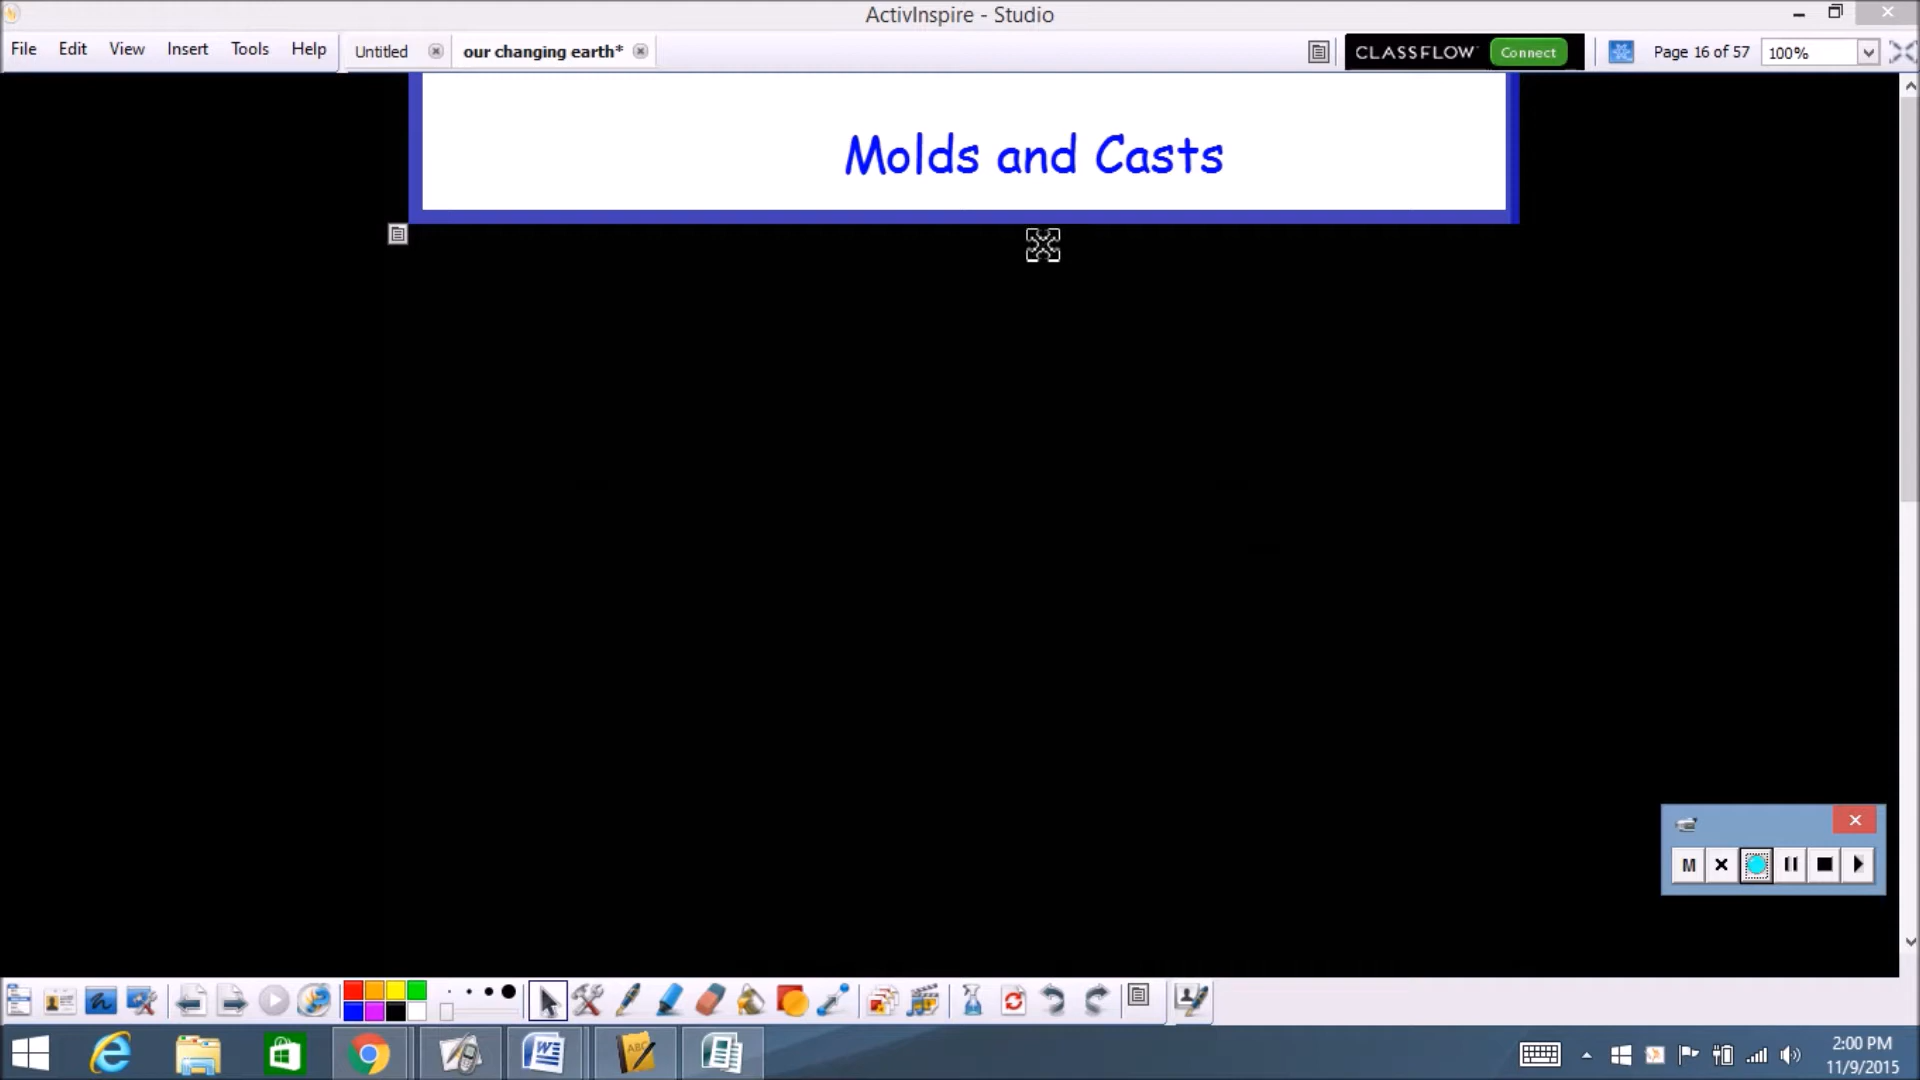 ActivInspire - Studio
File Edit View Insert Tools Help Untitled our changing earth* CLASSFLOW Connect Page 16 of 57 100%
Molds and Casts
M
ABC
2:00 PM
11/9/2015